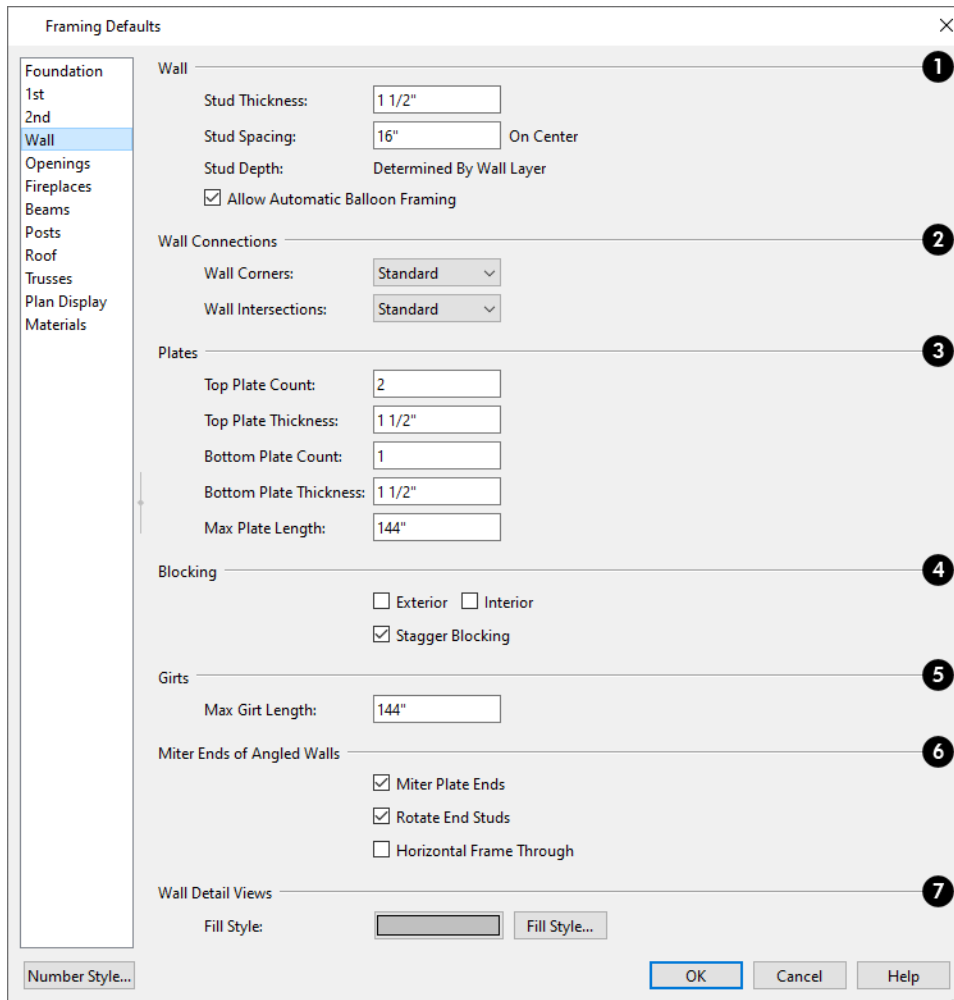 Framing Defaults
Foundation
1st
2nd
Wall
Openings
Fireplaces
Beams
Posts
Roof
Trusses
Plan Display
Materials
Wall 1
Stud Thickness: 1 1/2"
Stud Spacing: 16" On Center
Stud Depth: Determined By Wall Layer
Allow Automatic Balloon Framing
Wall Connections 2
Wall Corners: Standard
Wall Intersections: Standard
Plates 3
Top Plate Count: 2
Top Plate Thickness: 1 1/2"
Bottom Plate Count: 1
Bottom Plate Thickness: 1 1/2"
Max Plate Length: 144"
Blocking 4
Exterior Interior
Stagger Blocking
Girts 5
Max Girt Length: 144"
Miter Ends of Angled Walls 6
Miter Plate Ends
Rotate End Studs
Horizontal Frame Through
Wall Detail Views 7
Fill Style: Fill Style...
Number Style... OK Cancel Help